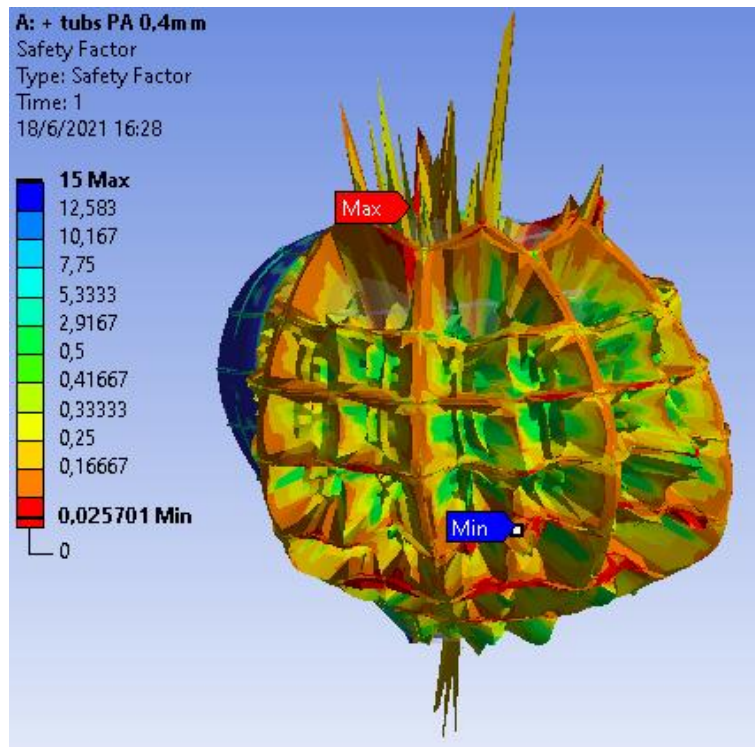 A: + tubs PA 0,4mm
Safety Factor
Type: Safety Factor
Time: 1
18/6/2021 16:28
15 Max
12,583
10,167
7,75
5,3333
2,9167
0,5
0,41667
0,33333
0,25
0,16667
0,025701 Min
0
Max
Min